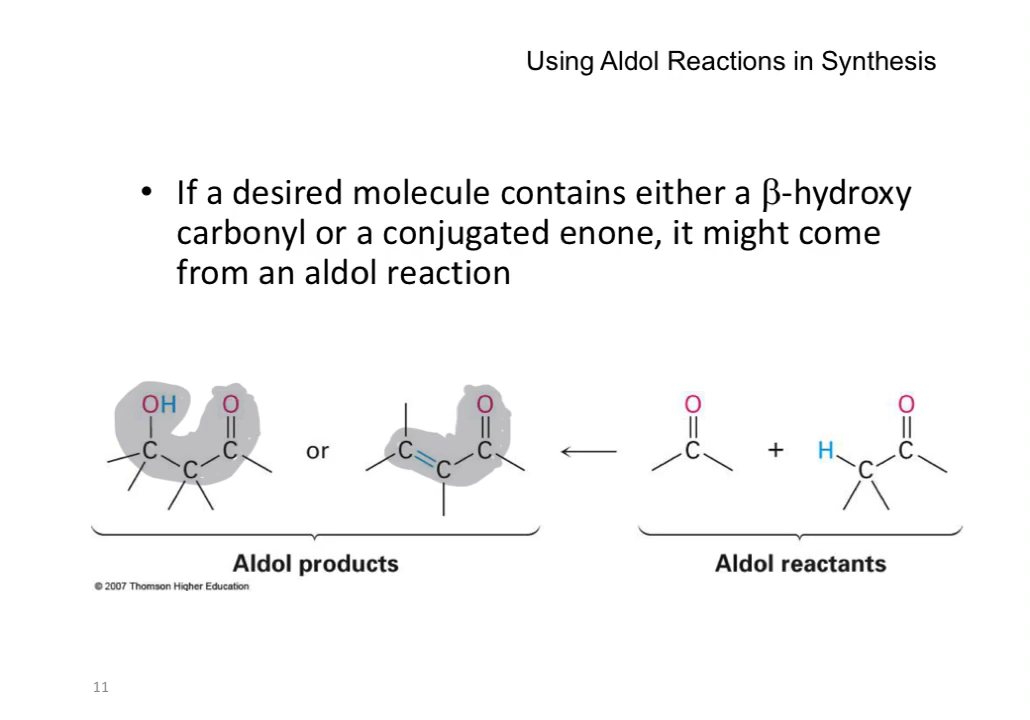 Using Aldol Reactions in Synthesis
• If a desired molecule contains either a β-hydroxy
carbonyl or a conjugated enone, it might come
from an aldol reaction
OH O O O O
C C C or C C C C + H C C
Aldol products Aldol reactants
© 2007 Thomson Higher Education
11